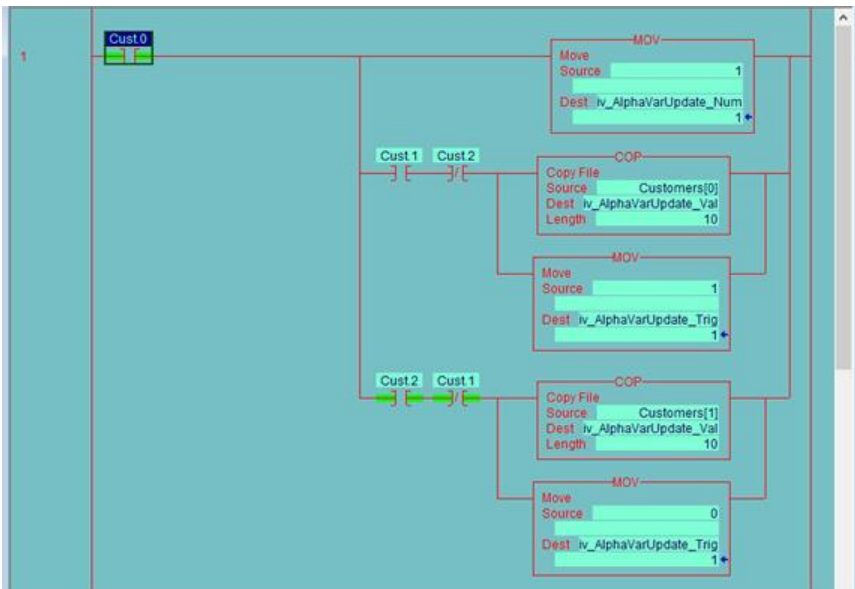 Cust.0
1
MOV
Move
Source 1
Dest iv_AlphaVarUpdate_Num
1
Cust.1 Cust.2
COP
Copy File
Source Customers[0]
Dest iv_AlphaVarUpdate_Val
Length 10
MOV
Move
Source 1
Dest iv_AlphaVarUpdate_Trig
1
Cust.2 Cust.1
COP
Copy File
Source Customers[1]
Dest iv_AlphaVarUpdate_Val
Length 10
MOV
Move
Source 0
Dest iv_AlphaVarUpdate_Trig
1